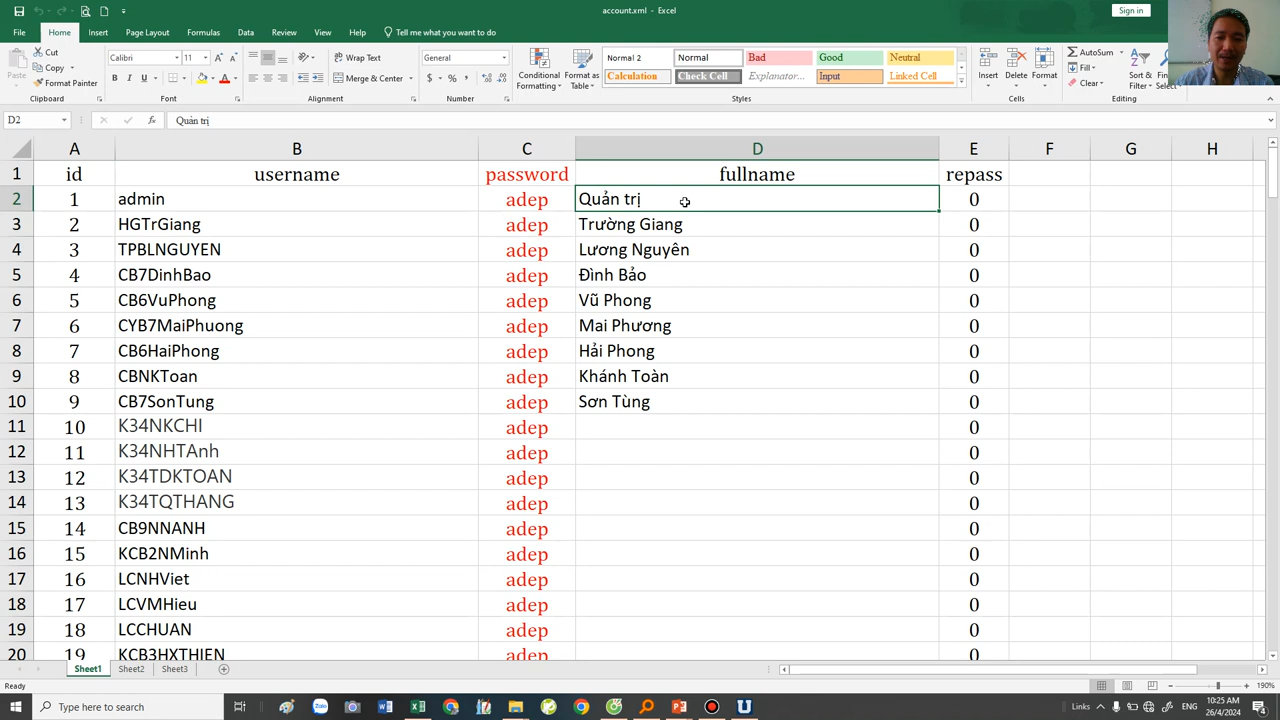 account.xml - Excel
Sign in
File Home Insert Page Layout Formulas Data Review View Help Tell me what you want to do
Cut
Copy
Format Painter
Paste
Clipboard
Calibri 11
B I U
Font
Wrap Text
Merge & Center
Alignment
General
$ % ,
Number
Conditional Formatting
Format as Table
Normal 2 Normal Bad Good Neutral
Calculation Check Cell Explanator... Input Linked Cell
Styles
Insert Delete Format
Cells
AutoSum
Fill
Clear
Sort & Filter
Editing
D2 fx Quản trị
A B C D E F G H
1 id username password fullname repass
2 1 admin adep Quản trị 0
3 2 HGTrGiang adep Trường Giang 0
4 3 TPBLNGUYEN adep Lương Nguyên 0
5 4 CB7DinhBao adep Đình Bảo 0
6 5 CB6VuPhong adep Vũ Phong 0
7 6 CYB7MaiPhuong adep Mai Phương 0
8 7 CB6HaiPhong adep Hải Phong 0
9 8 CBNKToan adep Khánh Toàn 0
10 9 CB7SonTung adep Sơn Tùng 0
11 10 K34NKCHI adep 0
12 11 K34NHTAnh adep 0
13 12 K34TDKTOAN adep 0
14 13 K34TQTHANG adep 0
15 14 CB9NNANH adep 0
16 15 KCB2NMinh adep 0
17 16 LCNHViet adep 0
18 17 LCVMHieu adep 0
19 18 LCCHUAN adep 0
20 19 KCB3HXTHIEN adep 0
Sheet1 Sheet2 Sheet3
Ready 190%
Type here to search
ENG 10:25 AM
26/4/2024